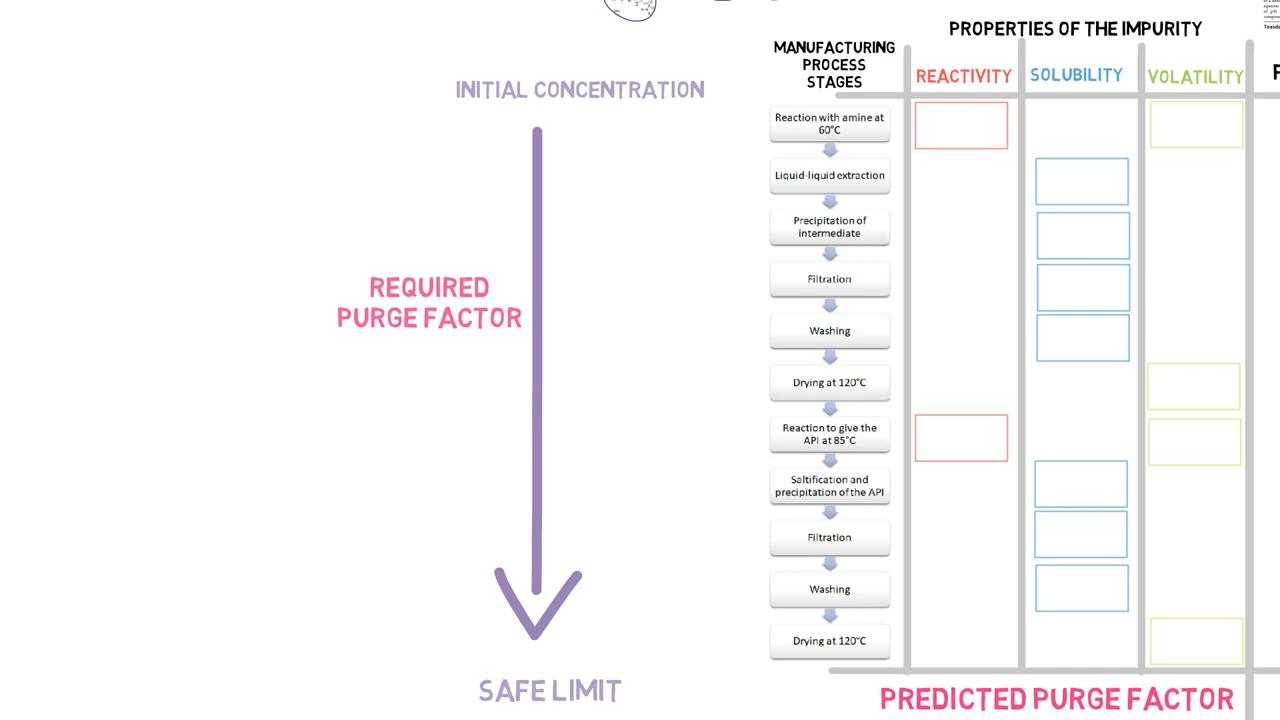 INITIAL CONCENTRATION
REQUIRED
PURGE FACTOR
SAFE LIMIT
PROPERTIES OF THE IMPURITY
MANUFACTURING
PROCESS
STAGES
REACTIVITY
SOLUBILITY
VOLATILITY
Reaction with amine at
60°C
Liquid-liquid extraction
Precipitation of
intermediate
Filtration
Washing
Drying at 120°C
Reaction to give the
API at 85°C
Saltification and
precipitation of the API
Filtration
Washing
Drying at 120°C
PREDICTED PURGE FACTOR